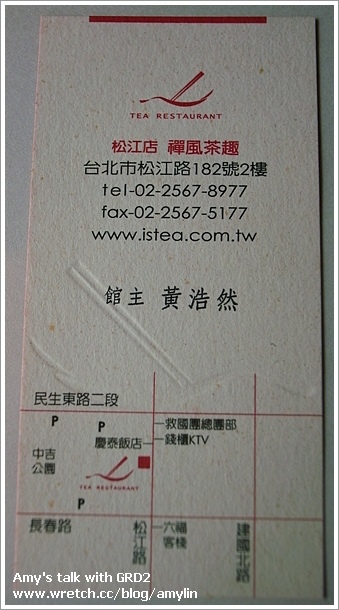 TEA RESTAURANT
松江店 禪風茶趣
台北市松江路182號2樓
tel-02-2567-8977
fax-02-2567-5177
www.istea.com.tw
館主 黃浩然
民生東路二段
P
P
救國團總團部
慶泰飯店
錢櫃KTV
中吉
公園
TEA RESTAURANT
P
長春路
松江路
六福
客棧
建國北路
Amy's talk with GRD2
www.wretch.cc/blog/amylin